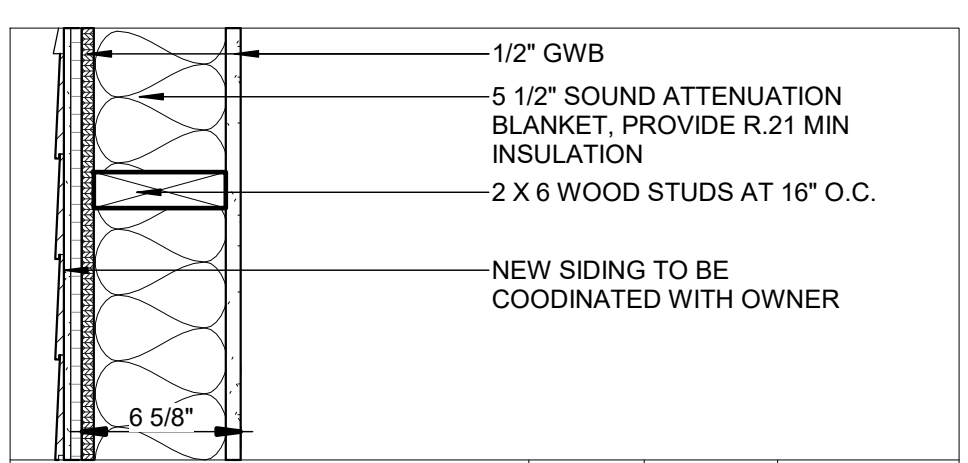 1/2" GWB
5 1/2" SOUND ATTENUATION
BLANKET, PROVIDE R.21 MIN
INSULATION
2 X 6 WOOD STUDS AT 16" O.C.
NEW SIDING TO BE
COODINATED WITH OWNER
6 5/8"